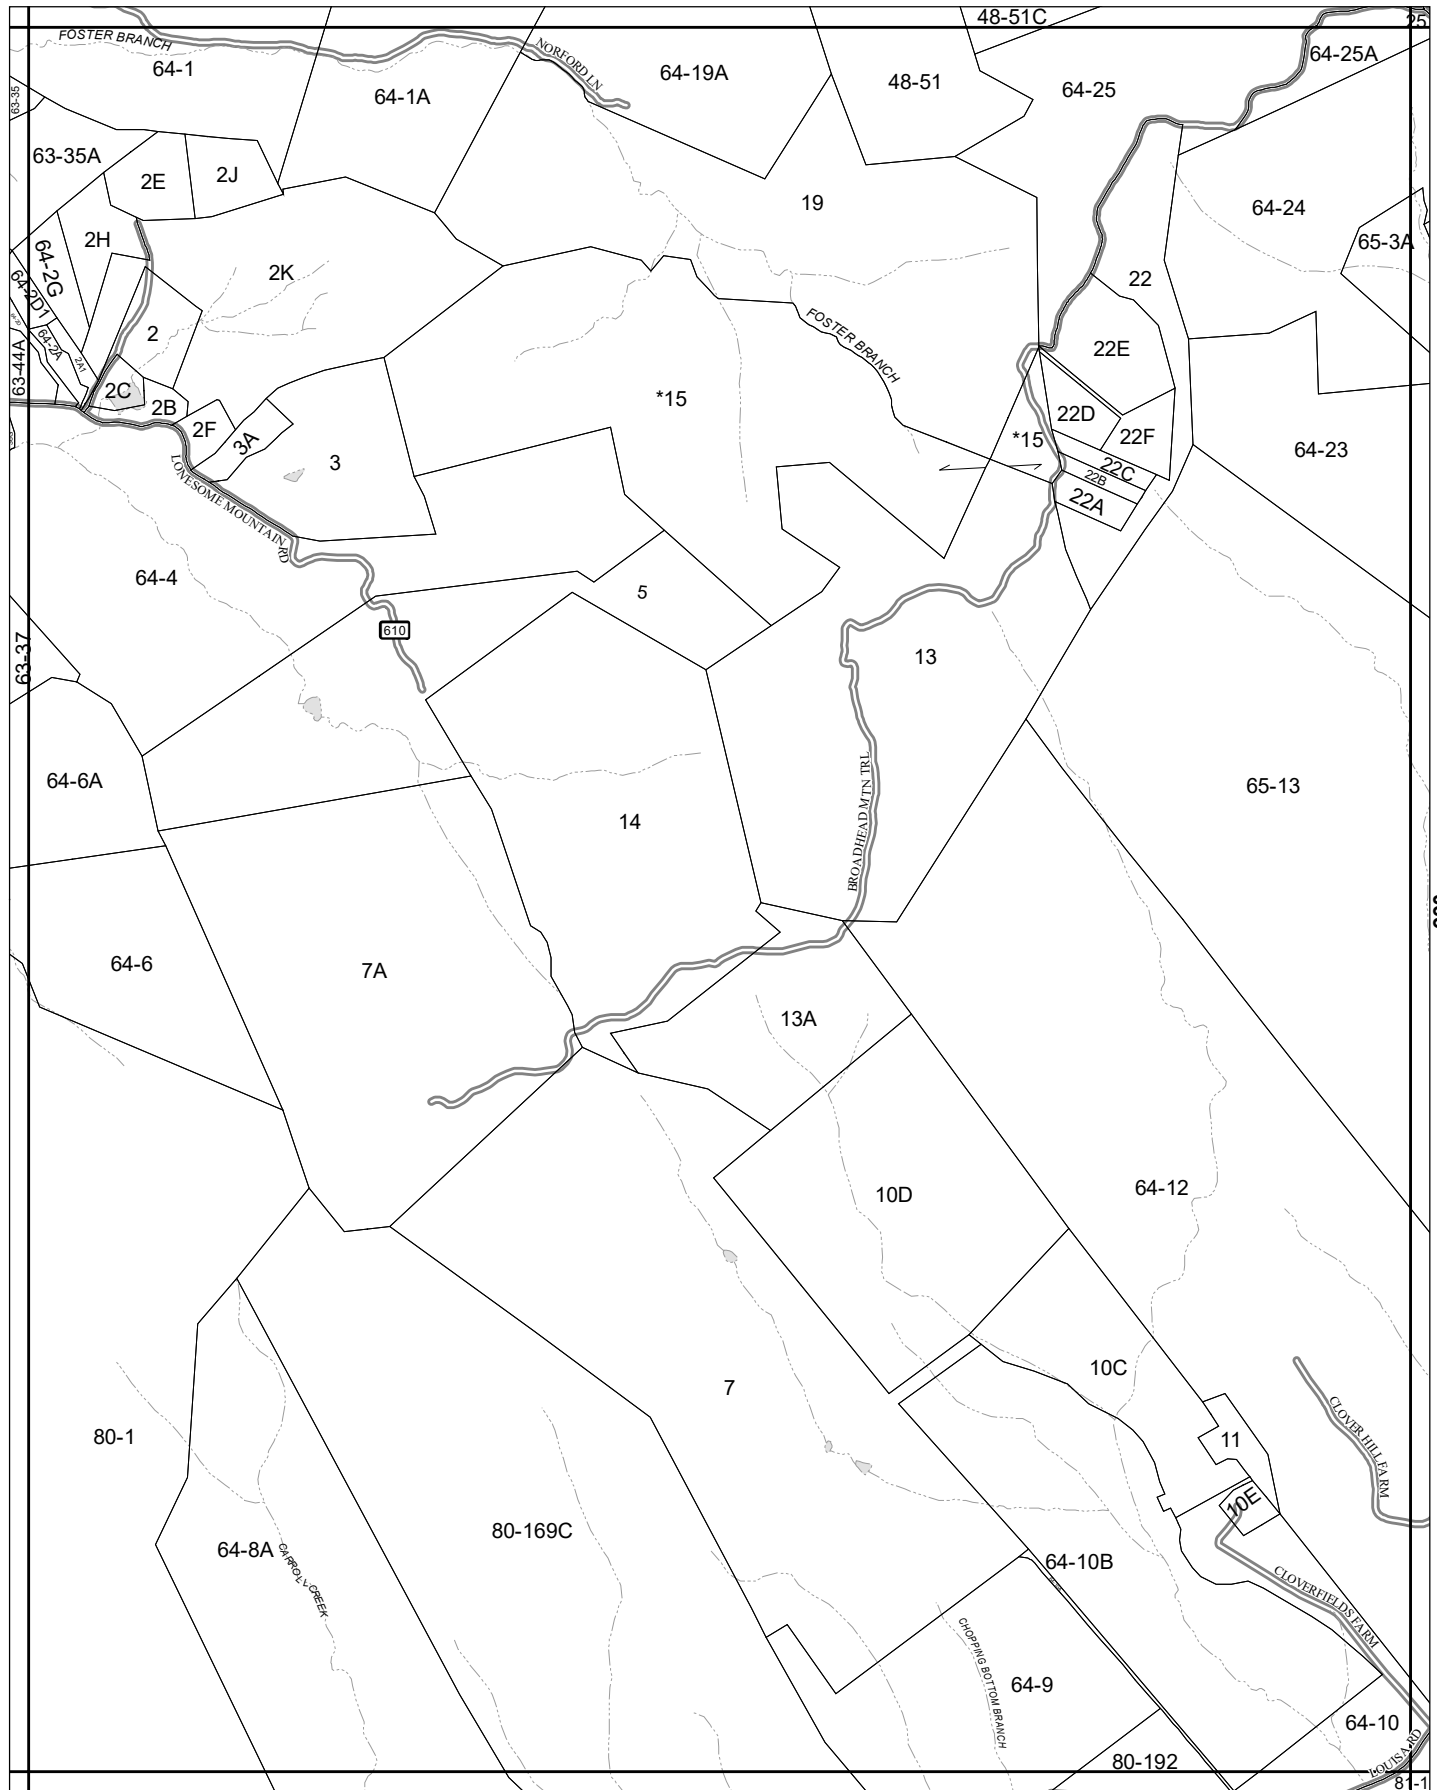 48-51C
25
FOSTER BRANCH
NORFORD LN
64-25A
64-1
64-19A
48-51
64-25
64-1A
63-35
63-35A
2E
2J
19
64-24
2H
65-3A
64-2G
2K
22
64-2D1
2
FOSTER BRANCH
22E
64-2A
2A1
63-44A
2C
2B
*15
22D
2F
3A
*15
22F
3
22C
64-23
22B
22A
LONESOME MOUNTAIN RD
64-4
5
610
63-37
13
64-6A
65-13
14
BROADHEAD MTN TRL
64-6
7A
13A
10D
64-12
10C
7
80-1
11
CLOVER HILL FARM
10E
80-169C
64-8A
CARROLL CREEK
64-10B
CLOVERFIELDS FARM
CHOPPING BOTTOM BRANCH
64-9
64-10
LOUISA RD
80-192
81-1